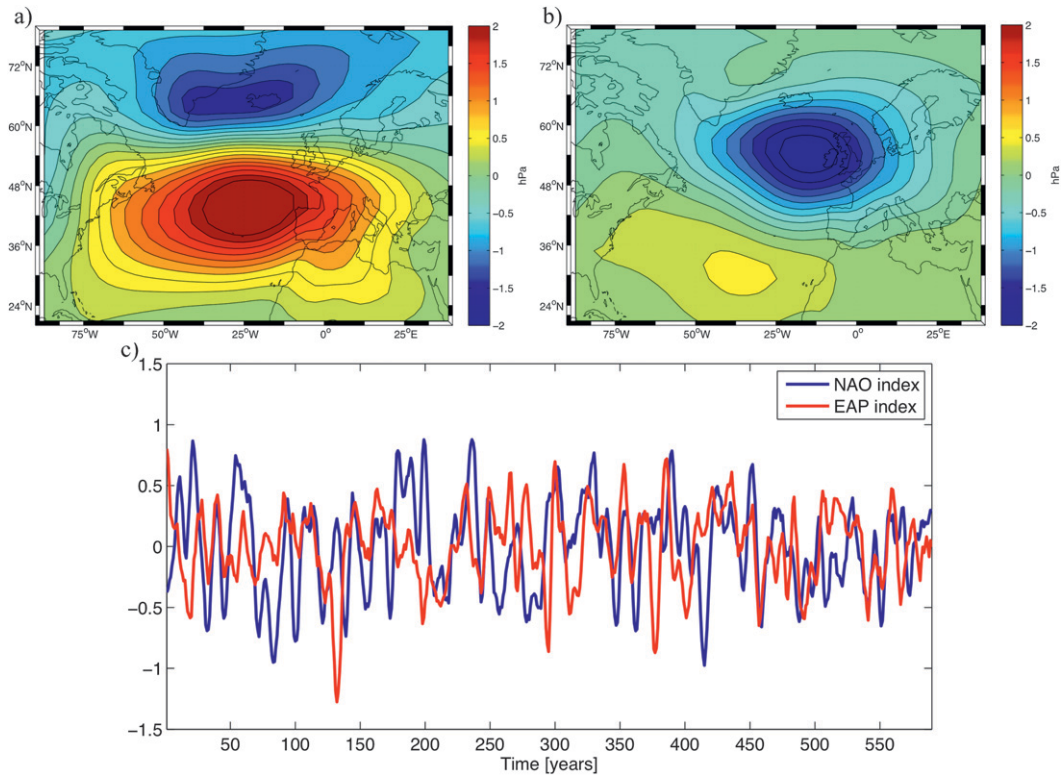 a)
b)
72°N
60°N
48°N
36°N
24°N
75°W
50°W
25°W
0°
25°E
2
1.5
1
0.5
0
−0.5
−1
−1.5
−2
hPa
72°N
60°N
48°N
36°N
24°N
75°W
50°W
25°W
0°
25°E
2
1.5
1
0.5
0
−0.5
−1
−1.5
−2
hPa
c)
1.5
1
0.5
0
−0.5
−1
−1.5
NAO index
EAP index
50
100
150
200
250
300
350
400
450
500
550
Time [years]